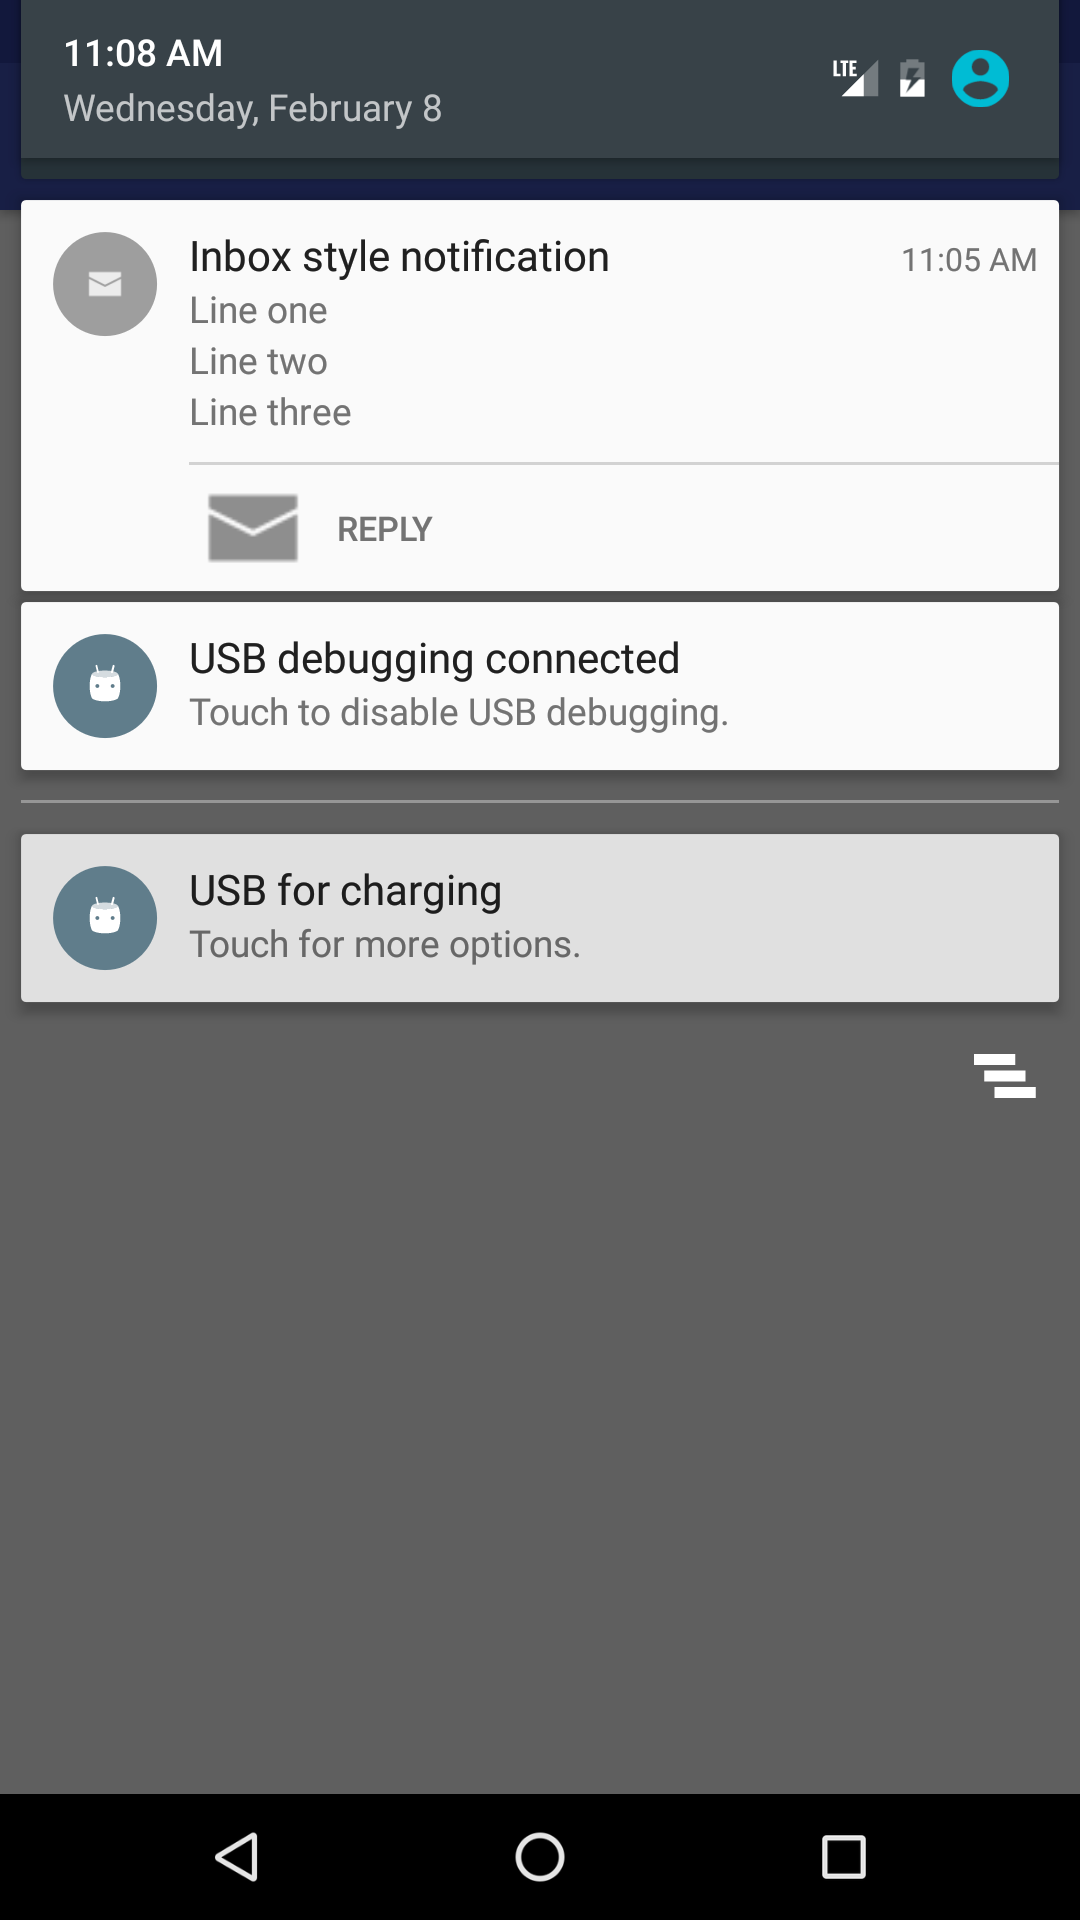 11:08 AM
Wednesday, February 8
LTE
Inbox style notification 11:05 AM
Line one
Line two
Line three
REPLY
USB debugging connected
Touch to disable USB debugging.
USB for charging
Touch for more options.